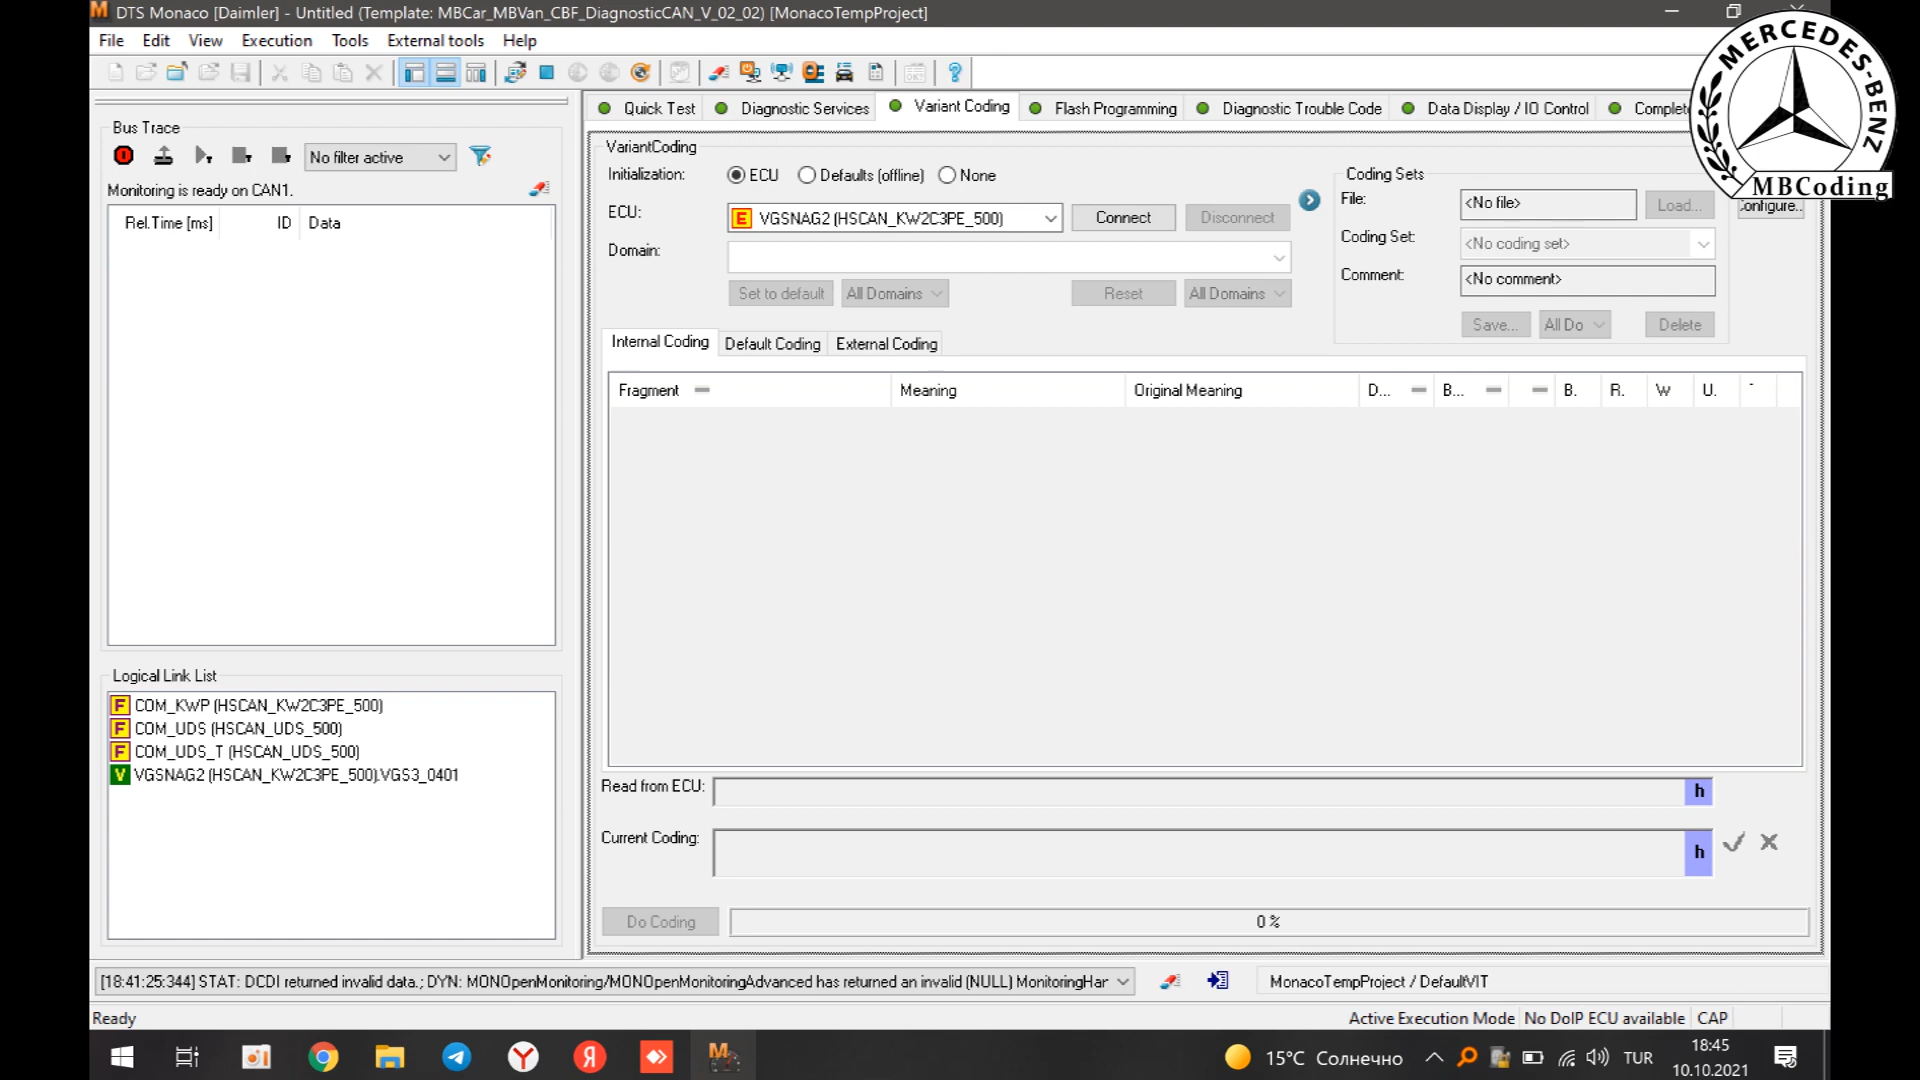 DTS Monaco [Daimler] - Untitled (Template: MBCar_MBVan_CBF_DiagnosticCAN_V_02_02) [MonacoTempProject]
File Edit View Execution Tools External tools Help
MERCEDES-BENZ
MBCoding
Bus Trace
No filter active
Monitoring is ready on CAN1.
Rel.Time [ms] ID Data
Logical Link List
F COM_KWP (HSCAN_KW2C3PE_500)
F COM_UDS (HSCAN_UDS_500)
F COM_UDS_T (HSCAN_UDS_500)
V VGSNAG2 (HSCAN_KW2C3PE_500).VGS3_0401
Quick Test Diagnostic Services Variant Coding Flash Programming Diagnostic Trouble Code Data Display / IO Control Complete
VariantCoding
Initialization: ECU Defaults (offline) None
ECU: E VGSNAG2 (HSCAN_KW2C3PE_500) Connect Disconnect
Domain:
Set to default All Domains Reset All Domains
Coding Sets
File: <No file> Load... Configure..
Coding Set: <No coding set>
Comment: <No comment>
Save... All Do Delete
Internal Coding Default Coding External Coding
Fragment Meaning Original Meaning D... B... B. R. W U.
Read from ECU: h
Current Coding: h
Do Coding 0 %
[18:41:25:344] STAT: DCDI returned invalid data.; DYN: MONOpenMonitoring/MONOpenMonitoringAdvanced has returned an invalid (NULL) MonitoringHar
MonacoTempProject / DefaultVIT
Ready Active Execution Mode No DoIP ECU available CAP
15°C Солнечно TUR 18:45
10.10.2021